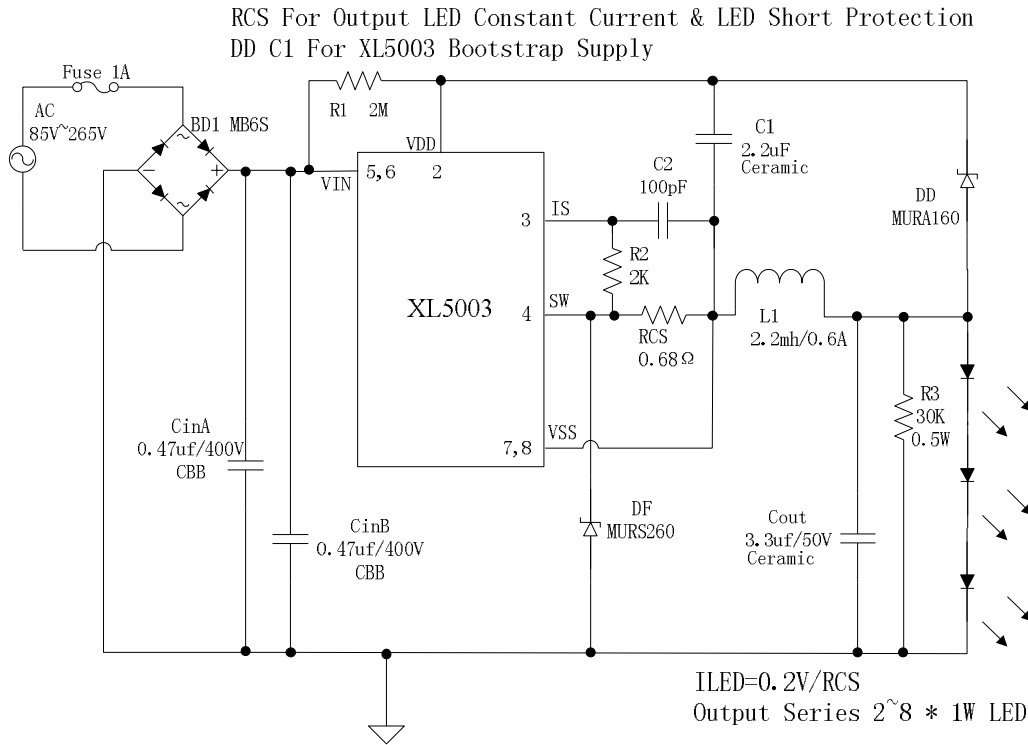 RCS For Output LED Constant Current & LED Short Protection
DD C1 For XL5003 Bootstrap Supply
Fuse 1A
AC
85V~265V
BD1 MB6S
~
~
-
+
R1 2M
VDD
VIN
5,6
2
C1
2.2uF
Ceramic
C2
100pF
3
IS
DD
MURA160
R2
2K
XL5003
4
SW
RCS
0.68Ω
L1
2.2mh/0.6A
7,8
VSS
R3
30K
0.5W
CinA
0.47uf/400V
CBB
CinB
0.47uf/400V
CBB
DF
MURS260
Cout
3.3uf/50V
Ceramic
ILED=0.2V/RCS
Output Series 2~8 * 1W LED